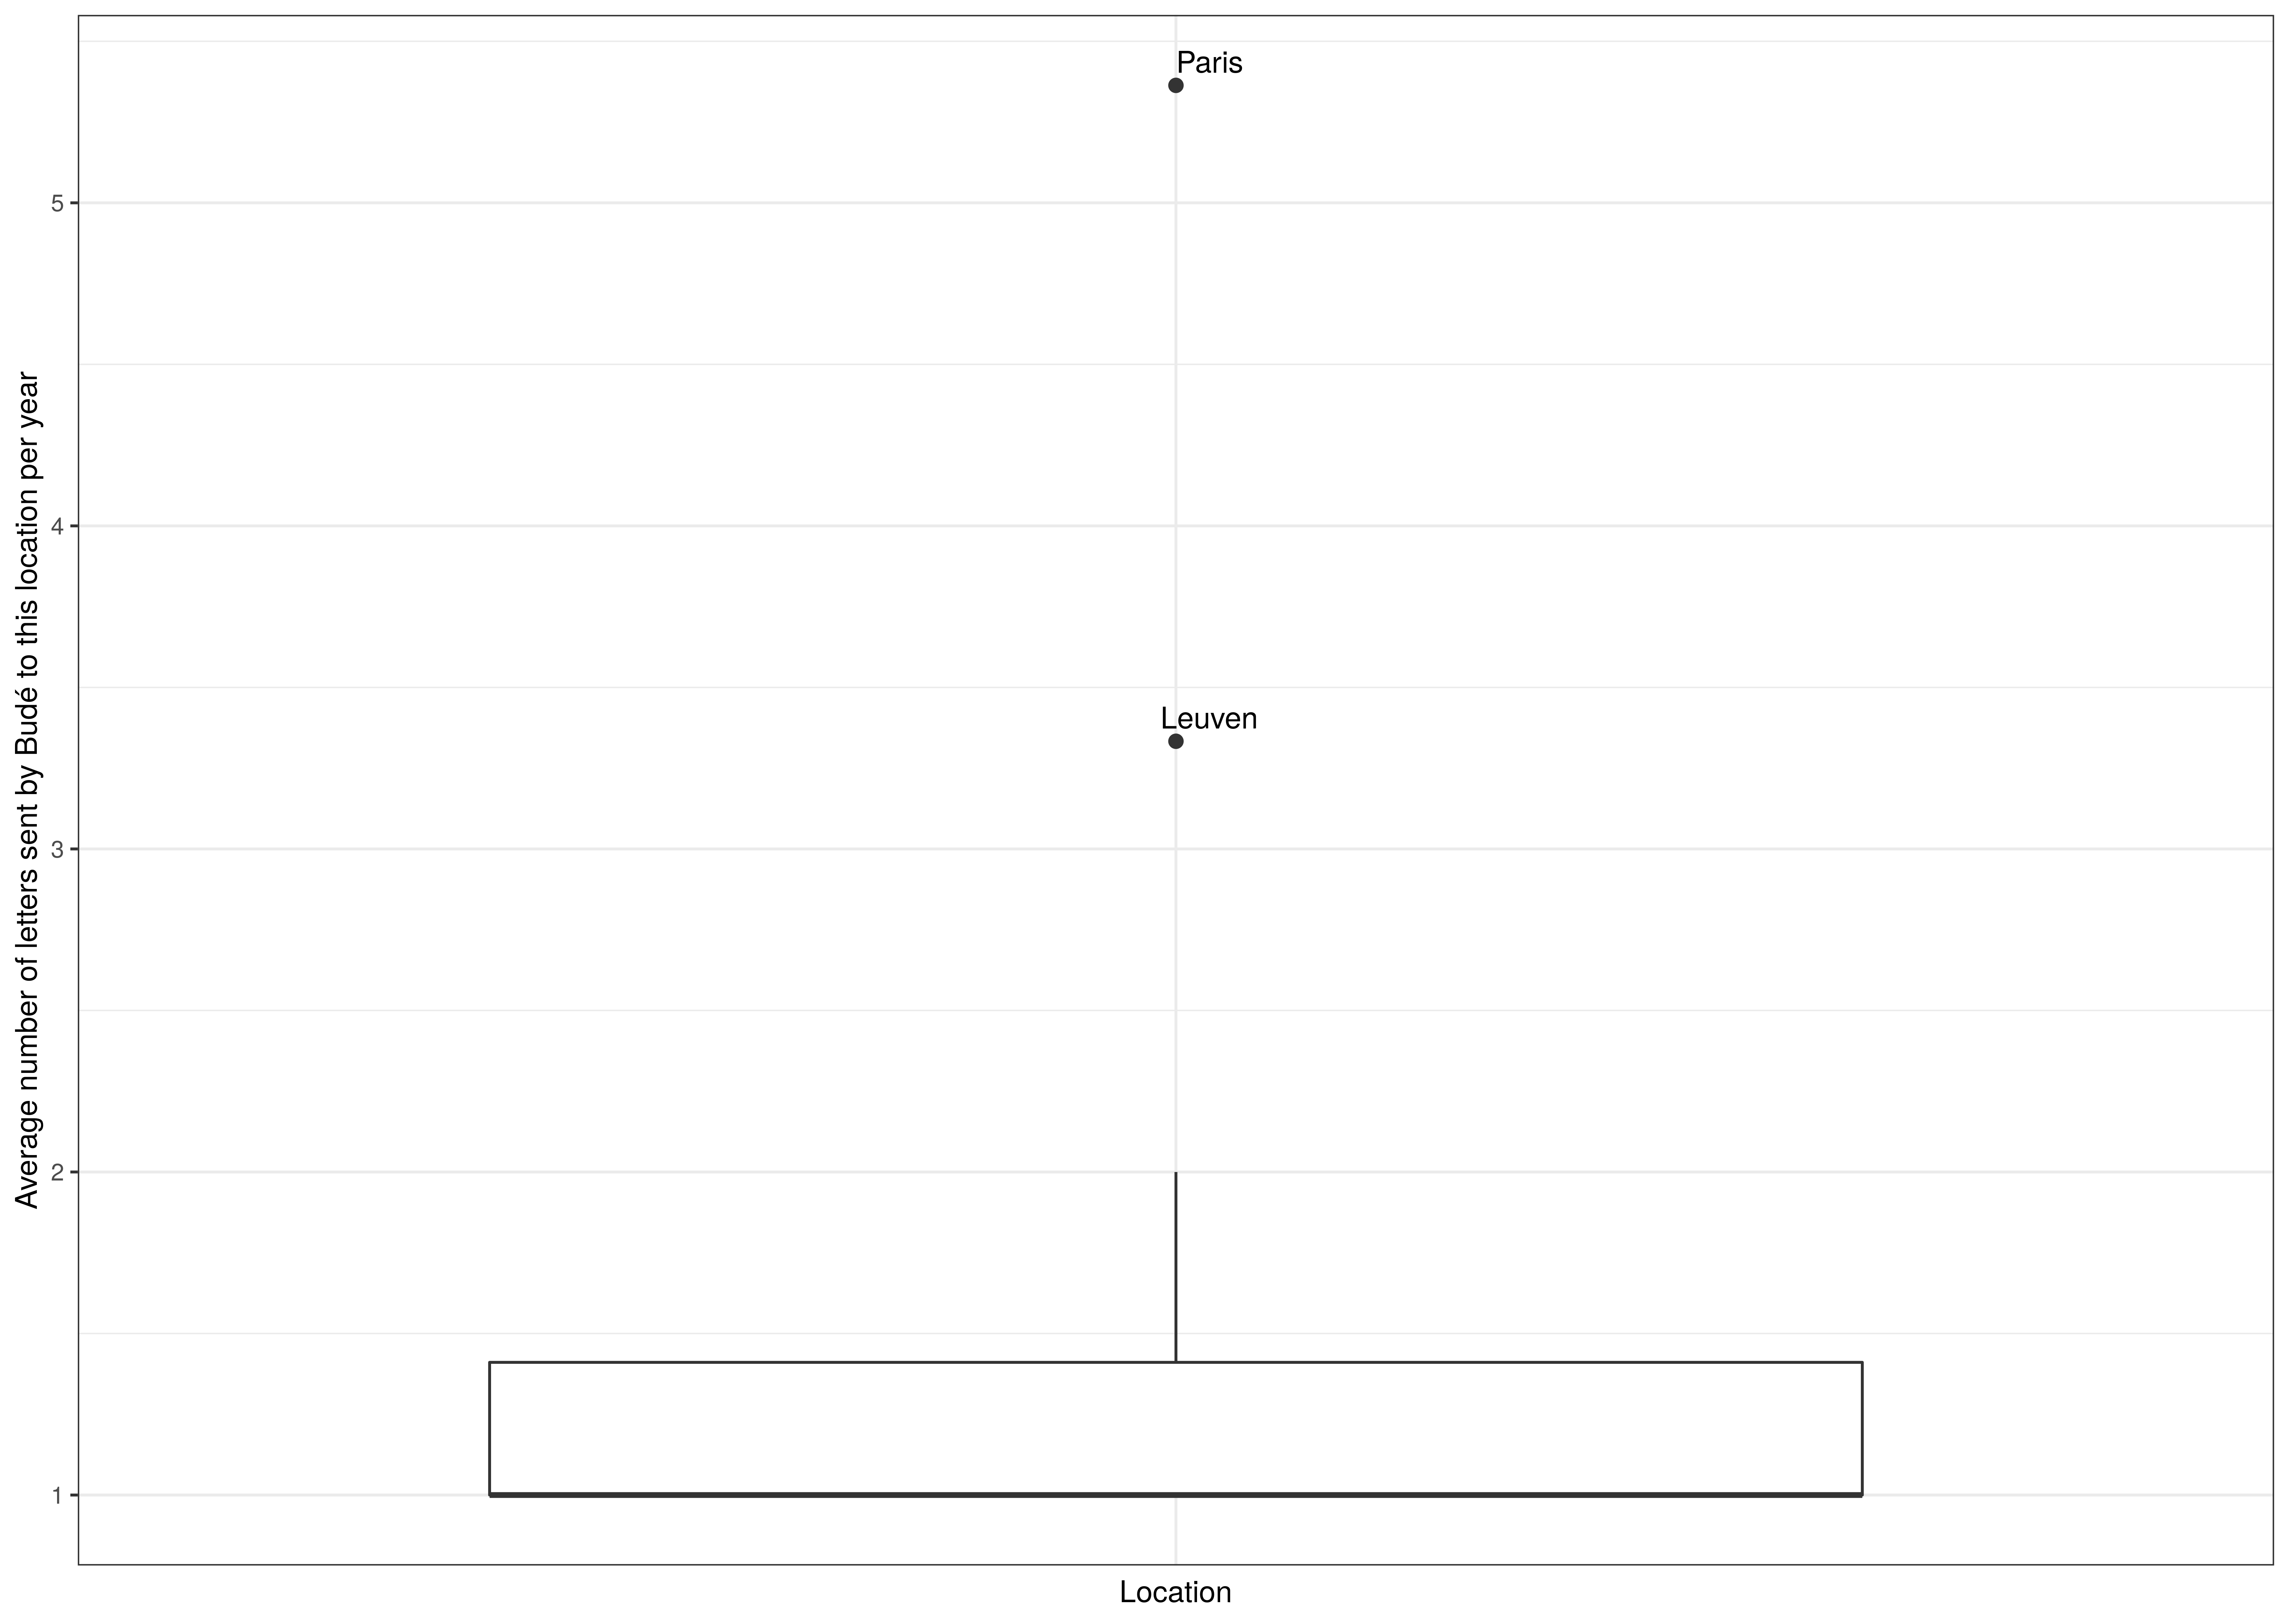 Average number of letters sent by Budé to this location per year
Paris
5
4
Leuven
3
2
1
Location